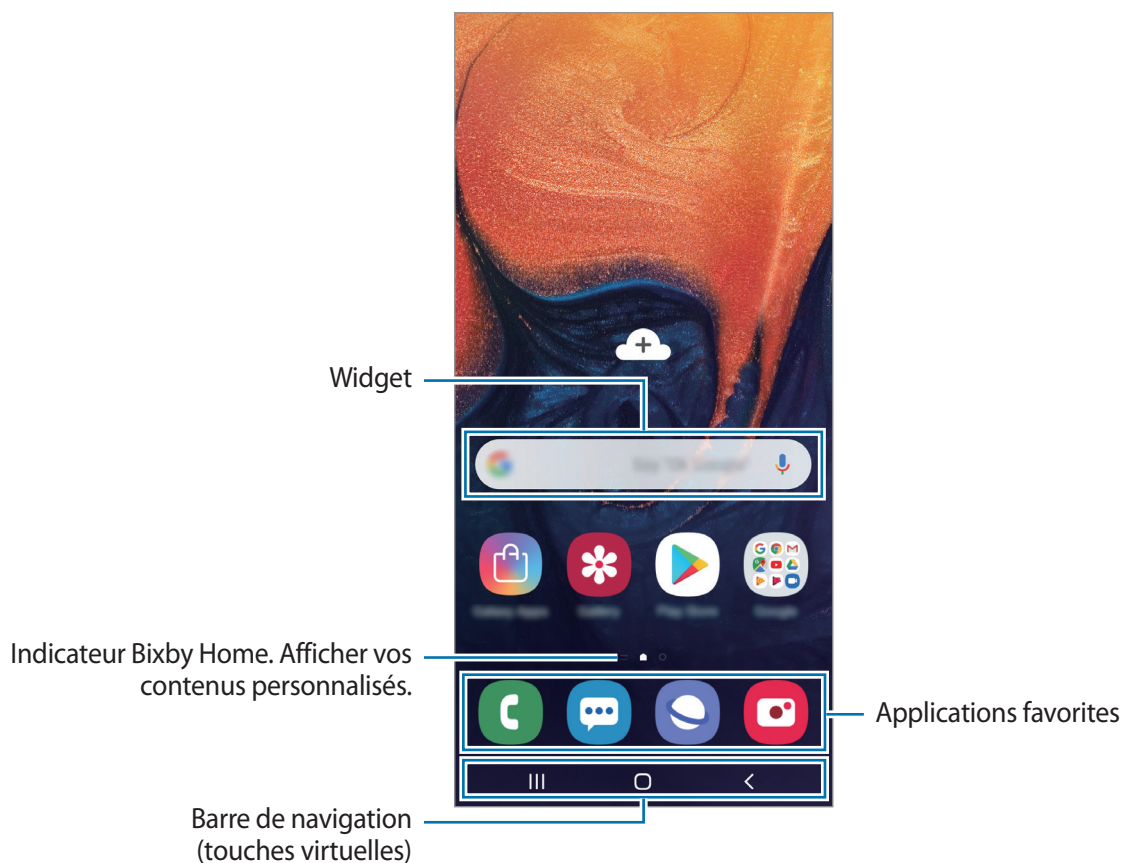 Widget
Indicateur Bixby Home. Afficher vos
contenus personnalisés.
Applications favorites
Barre de navigation
(touches virtuelles)